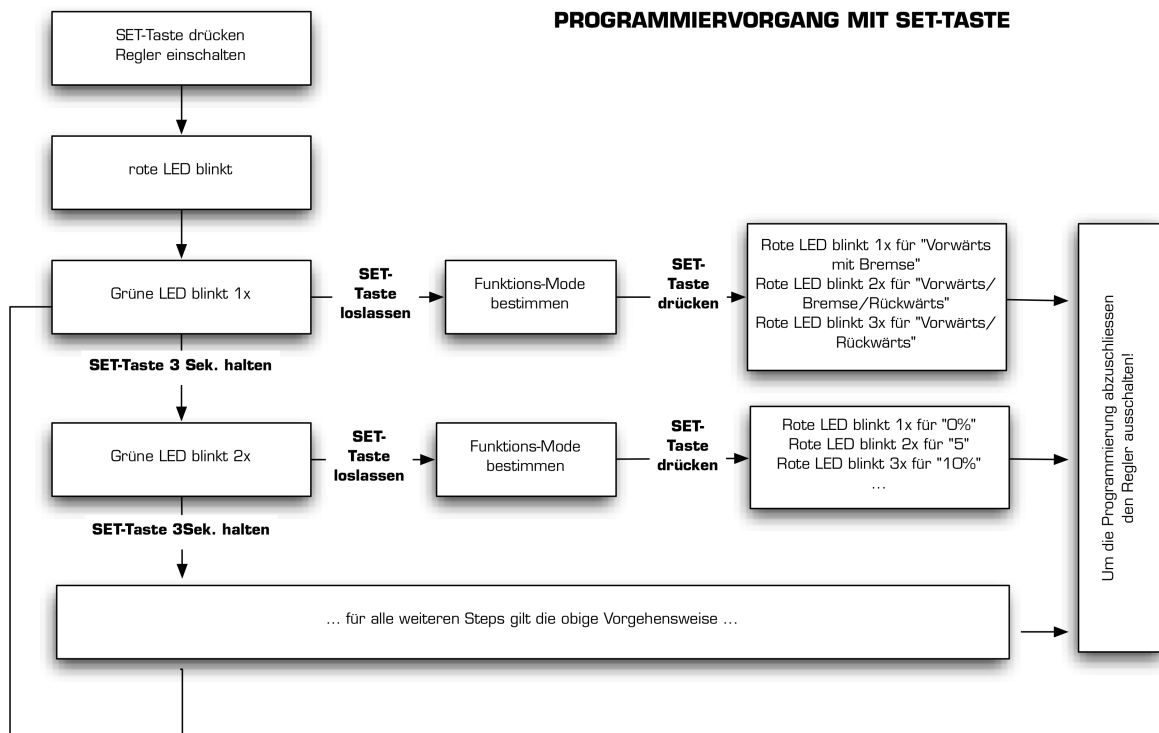 PROGRAMMIERVORGANG MIT SET-TASTE
SET-Taste drücken
Regler einschalten
rote LED blinkt
Grüne LED blinkt 1x
SET-
Taste
loslassen
Funktions-Mode
bestimmen
SET-
Taste
drücken
Rote LED blinkt 1x für "Vorwärts
mit Bremse"
Rote LED blinkt 2x für "Vorwärts/
Bremse/Rückwärts"
Rote LED blinkt 3x für "Vorwärts/
Rückwärts"
SET-Taste 3 Sek. halten
Grüne LED blinkt 2x
SET-
Taste
loslassen
Funktions-Mode
bestimmen
SET-
Taste
drücken
Rote LED blinkt 1x für "0%"
Rote LED blinkt 2x für "5"
Rote LED blinkt 3x für "10%"
...
SET-Taste 3Sek. halten
... für alle weiteren Steps gilt die obige Vorgehensweise ...
Um die Programmierung abzuschliessen
den Regler ausschalten!